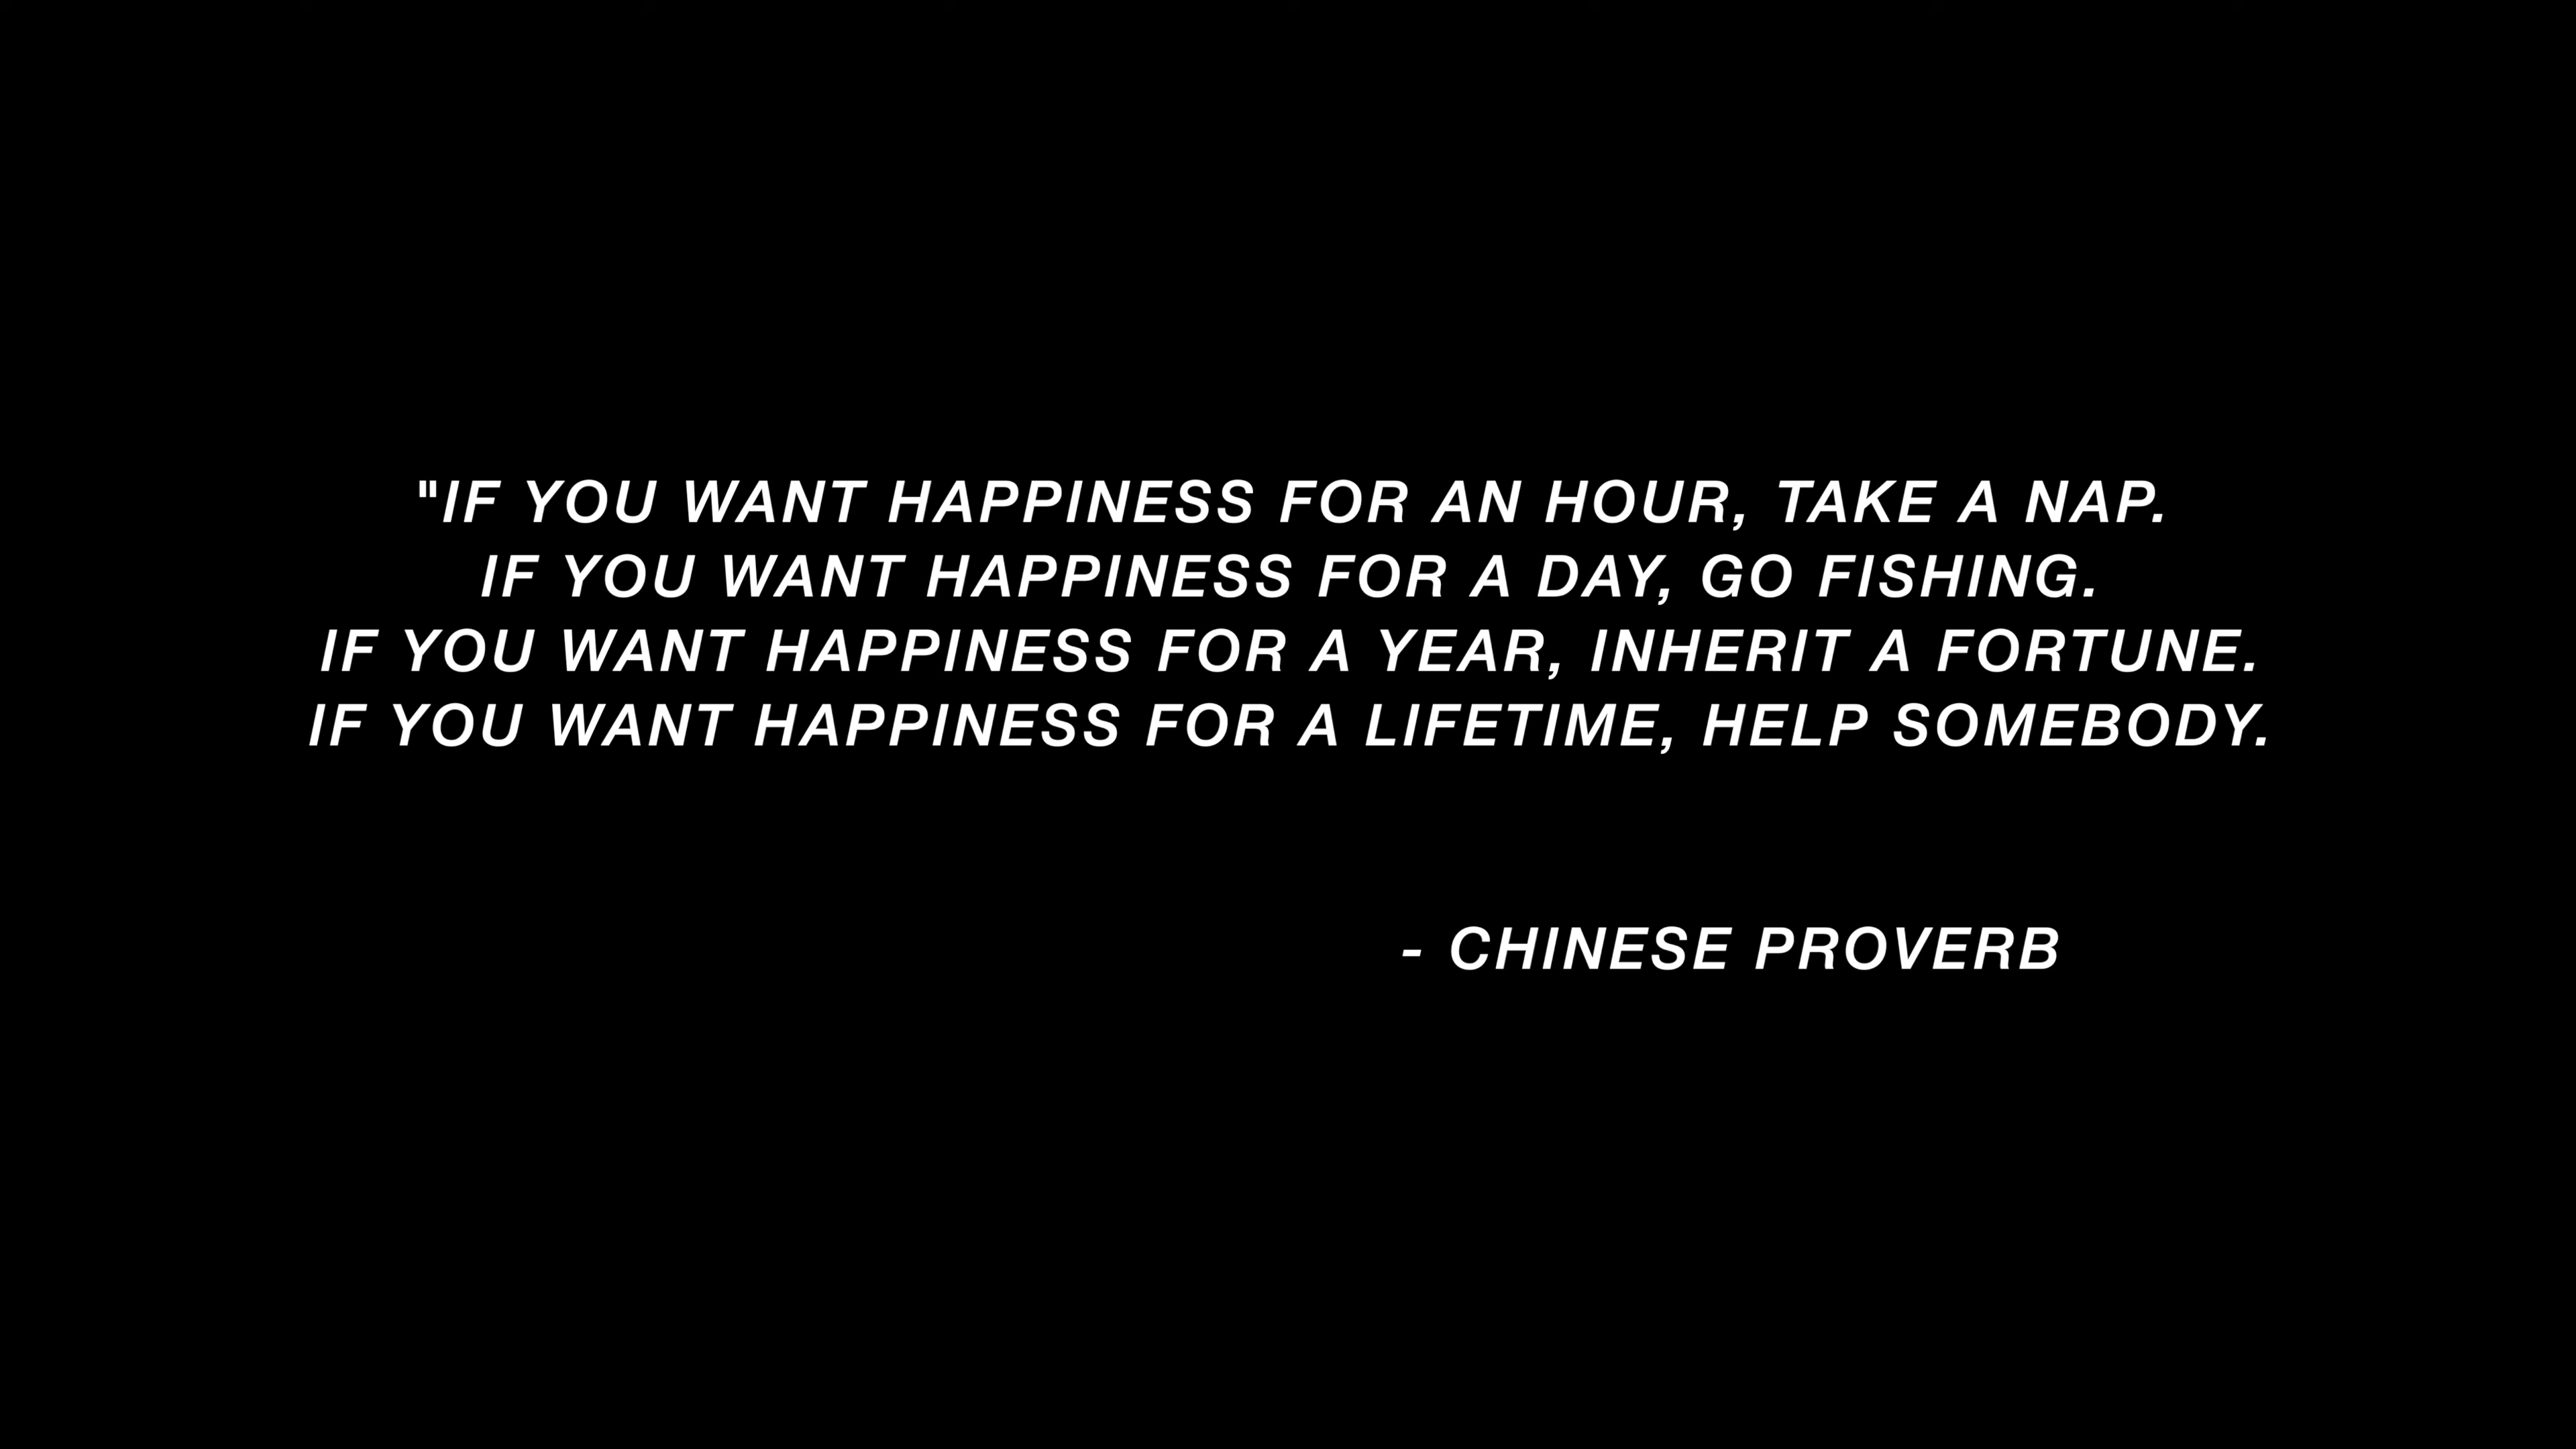 "IF YOU WANT HAPPINESS FOR AN HOUR, TAKE A NAP.
IF YOU WANT HAPPINESS FOR A DAY, GO FISHING.
IF YOU WANT HAPPINESS FOR A YEAR, INHERIT A FORTUNE.
IF YOU WANT HAPPINESS FOR A LIFETIME, HELP SOMEBODY.
- CHINESE PROVERB